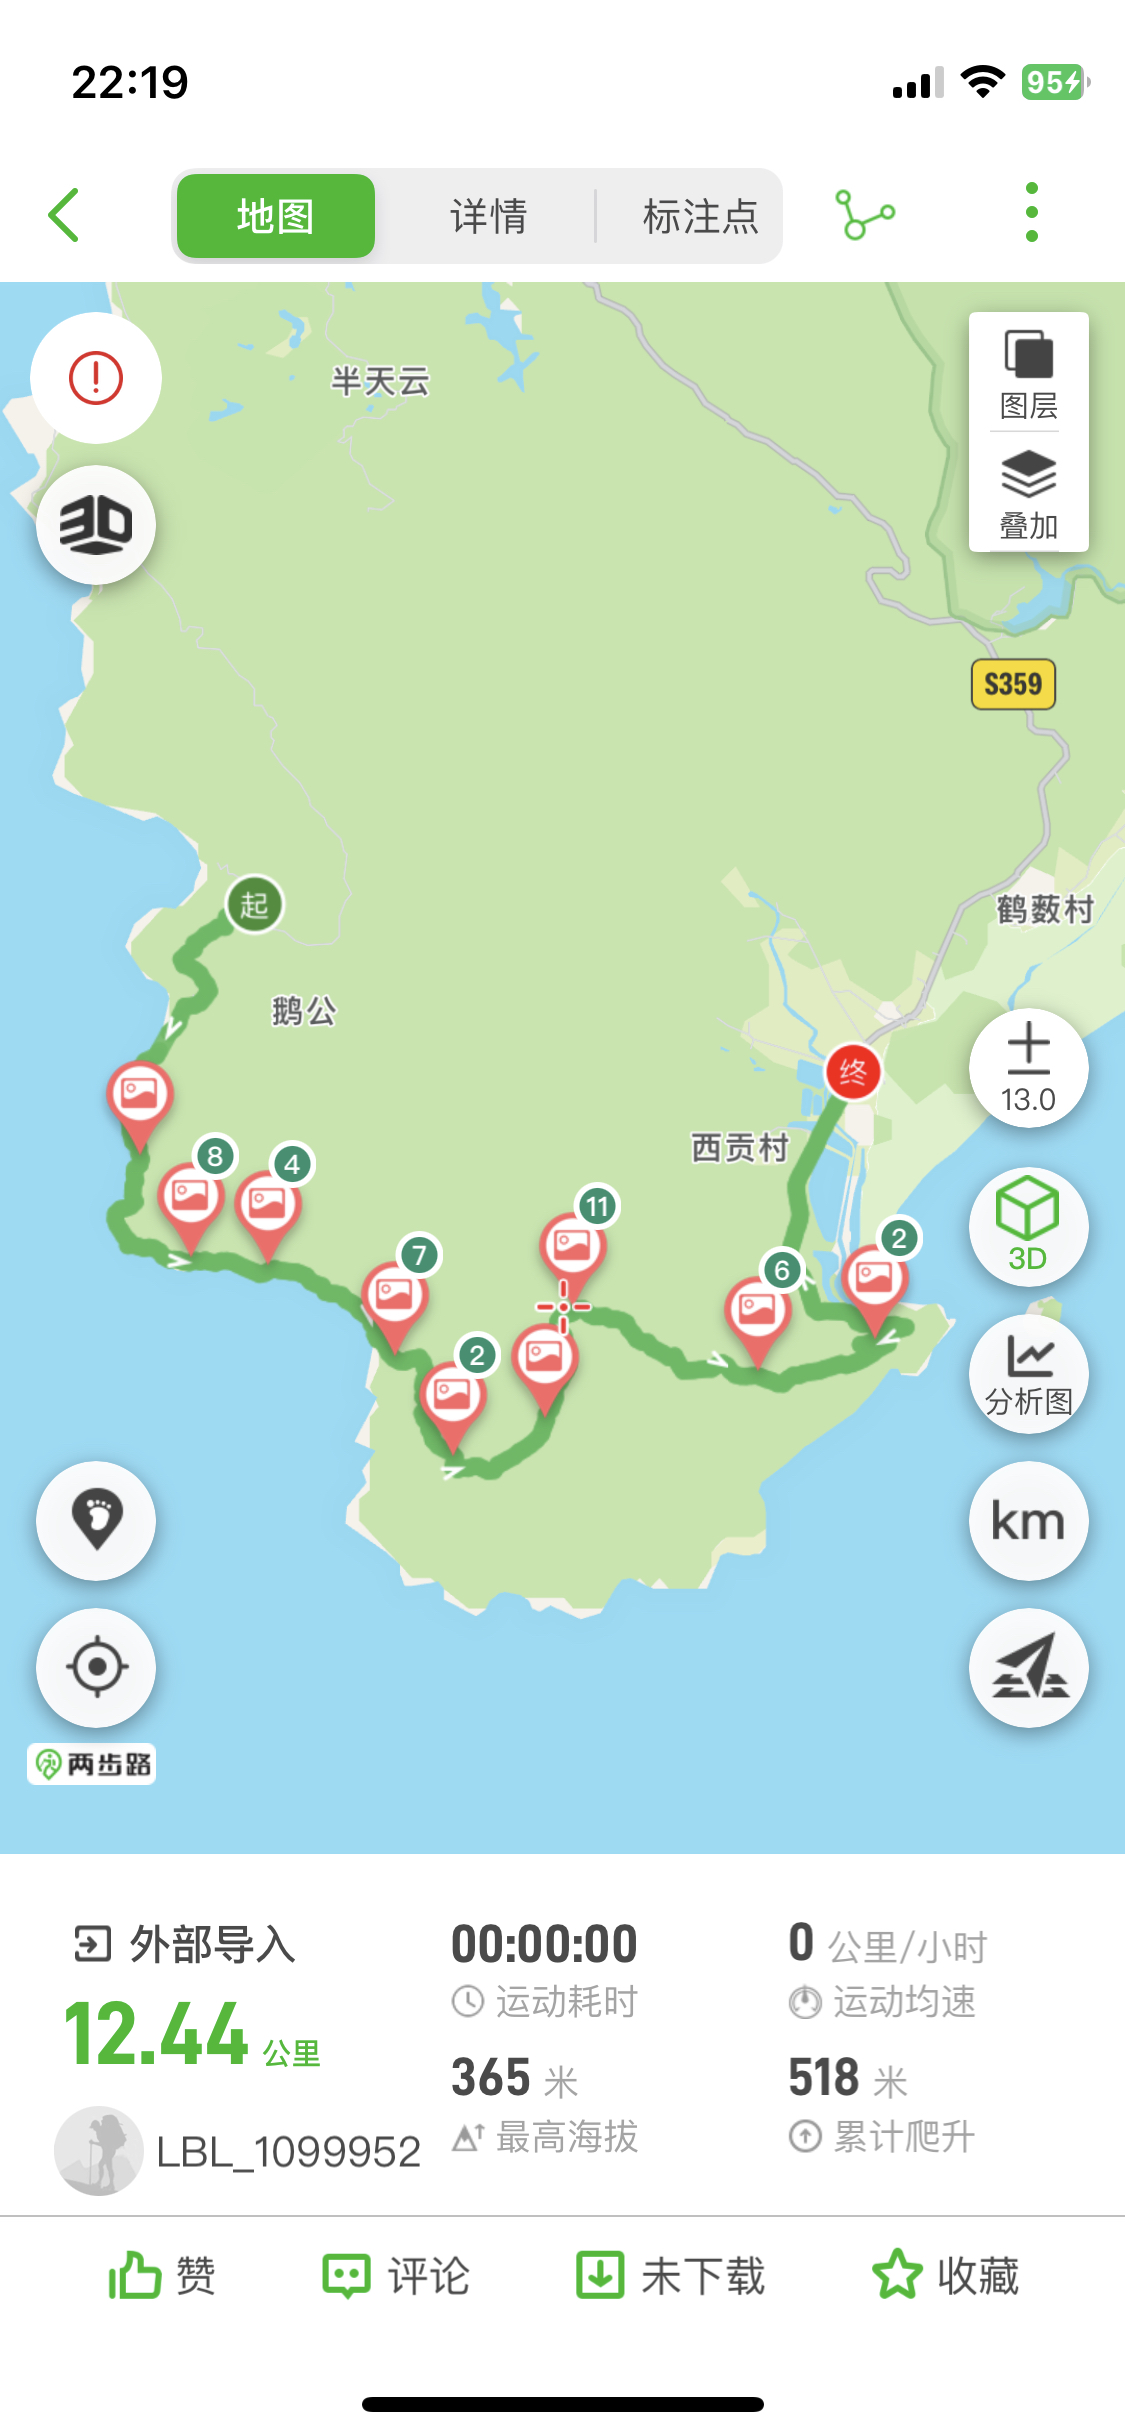 22:19
95
地图
详情
标注点
半天云
图层
3D
叠加
S359
鹤薮村
起
鹅公
终
13.0
西贡村
8
4
11
7
2
6
2
3D
2
分析图
km
两步路
外部导入
00:00:00
0 公里/小时
运动耗时
运动均速
12.44 公里
365 米
518 米
最高海拔
累计爬升
LBL_1099952
赞
评论
未下载
收藏